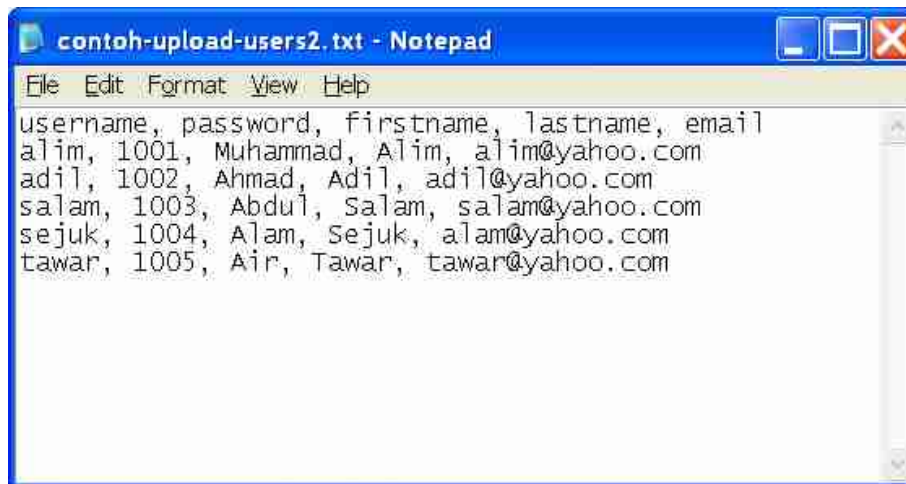 contoh-upload-users2.txt - Notepad
File Edit Format View Help
username, password, firstname, lastname, email
alim, 1001, Muhammad, Alim, alim@yahoo.com
adil, 1002, Ahmad, Adil, adil@yahoo.com
salam, 1003, Abdul, Salam, salam@yahoo.com
sejuk, 1004, Alam, Sejuk, alam@yahoo.com
tawar, 1005, Air, Tawar, tawar@yahoo.com